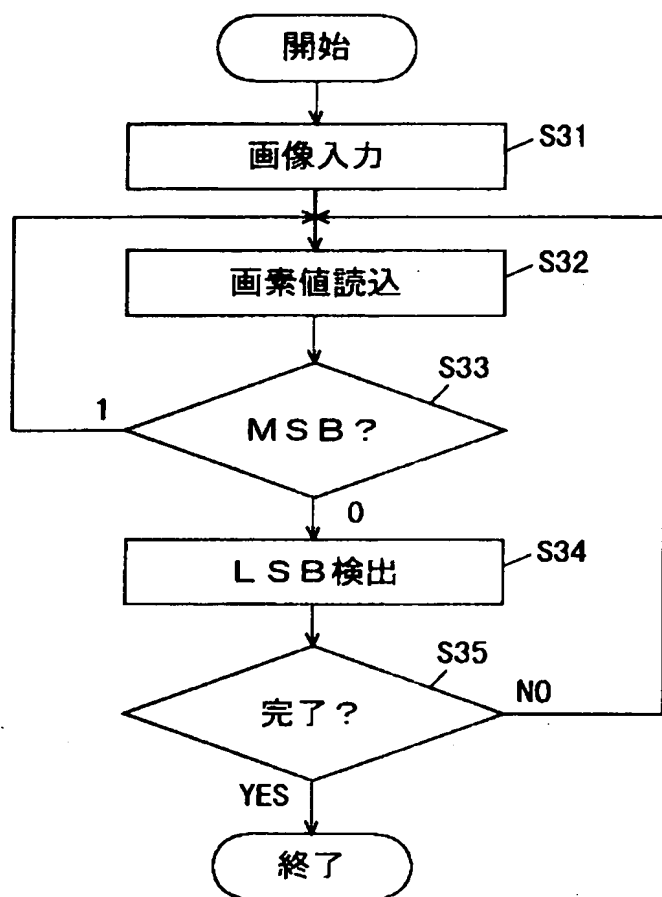 開始
画像入力
S31
画素値読込
S32
S33
1
MSB?
0
LSB検出
S34
S35
完了?
NO
YES
終了